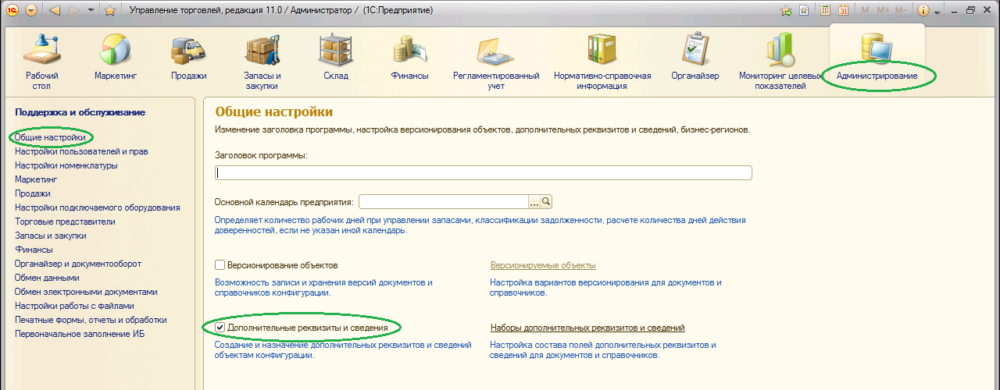 Управление торговлей, редакция 11.0 / Администратор / (1С:Предприятие)
M M+ M-
Рабочий стол
Маркетинг
Продажи
Запасы и закупки
Склад
Финансы
Регламентированный учет
Нормативно-справочная информация
Органайзер
Мониторинг целевых показателей
Администрирование
Поддержка и обслуживание
Общие настройки
Настройки пользователей и прав
Настройки номенклатуры
Маркетинг
Продажи
Настройки подключаемого оборудования
Торговые представители
Запасы и закупки
Финансы
Органайзер и документооборот
Обмен данными
Обмен электронными документами
Настройки работы с файлами
Печатные формы, отчеты и обработки
Первоначальное заполнение ИБ
Общие настройки
Изменение заголовка программы, настройка версионирования объектов, дополнительных реквизитов и сведений, бизнес-регионов.
Заголовок программы:
Основной календарь предприятия:
...
Определяет количество рабочих дней при управлении запасами, классификации задолженности, расчете количества дней действия
доверенностей, если не указан иной календарь.
Версионирование объектов
Возможность записи и хранения версий документов и
справочников конфигурации.
Версионируемые объекты
Настройка вариантов версионирования для документов и
справочников.
Дополнительные реквизиты и сведения
Создание и назначение дополнительных реквизитов и сведений
объектам конфигурации.
Наборы дополнительных реквизитов и сведений
Настройка состава полей дополнительных реквизитов и
сведений для документов и справочников.